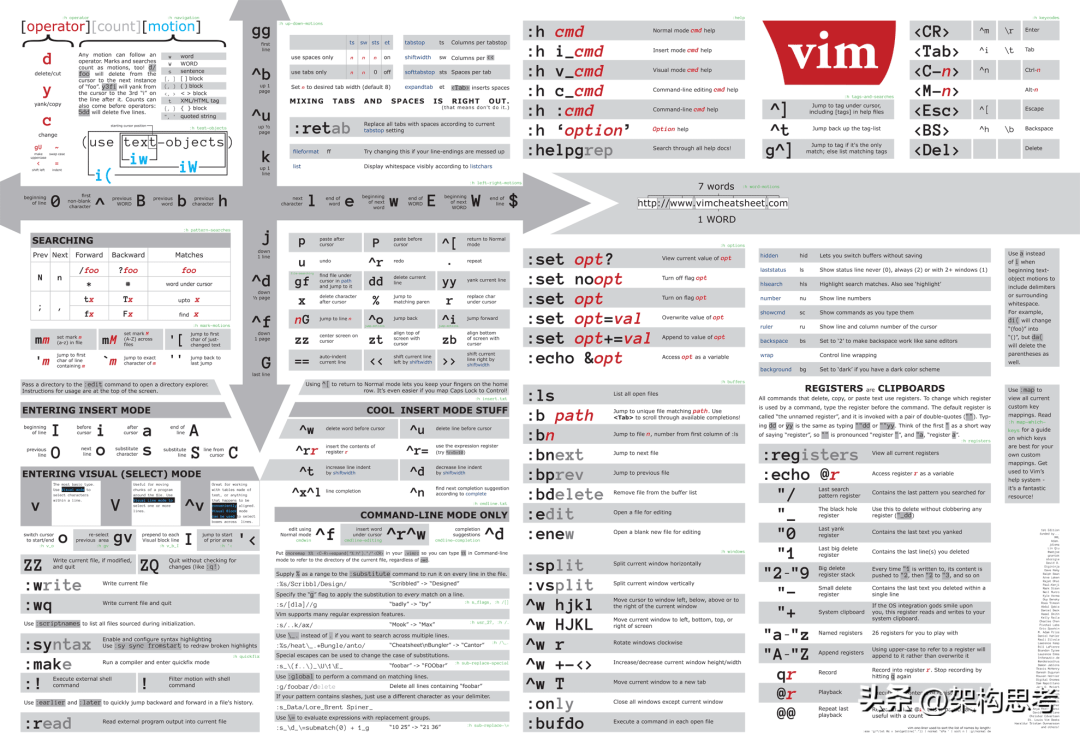 :h operator
:h navigation
[operator][count][motion]
d
delete/cut
y
yank/copy
c
change
Any motion can follow an
operator. Marks and searches
count as motions, too! d/
foo will delete from the
cursor to the next instance
of "foo". y3fj will yank from
the cursor to the 3rd "j" on
the line after it. Counts can
also come before operators:
5dd will delete five lines.
w word
W WORD
s sentence
[, ] [ ] block
<, > < > block
t XML/HTML tag
{, } { } block
", ' quoted string
starting cursor position
:h text-objects
(use text-objects)
iw
iW
i(
gg
first
line
^b
up 1
page
^u
up ½
page
k
up 1
line
:h up-down-motions
ts sw sts et
use spaces only n n n on
use tabs only n n 0 off
tabstop ts Columns per tabstop
shiftwidth sw Columns per <<
softtabstop sts Spaces per tab
expandtab et <Tab> inserts spaces
Set n to desired tab width (default 8)
MIXING TABS AND SPACES IS RIGHT OUT.
(that means don't do it.)
:retab
Replace all tabs with spaces according to current
tabstop setting
fileformat ff Try changing this if your line-endings are messed up
list Display whitespace visibly according to listchars
:help
:h cmd Normal mode cmd help
:h i_cmd Insert mode cmd help
:h v_cmd Visual mode cmd help
:h c_cmd Command-line editing cmd help
:h :cmd Command-line cmd help
:h 'option' Option help
:helpgrep Search through all help docs!
vim
:h tags-and-searches
^] Jump to tag under cursor,
including [tags] in help files
^t Jump back up the tag-list
g^] Jump to tag if it's the only
match; else list matching tags
:h keycodes
<CR> ^m \r Enter
<Tab> ^i \t Tab
<C-n> ^n Ctrl-n
<M-n> Alt-n
<Esc> ^[ Escape
<BS> ^h \b Backspace
<Del> Delete
:h left-right-motions
beginning
of line 0
first
non-blank
character ^
previous
WORD B
previous
word b
previous
character h
next
character l
end of
word e
beginning
of next
word w
end of
WORD E
beginning
of next
WORD W
end of
line $
7 words
:h word-motions
http://www.vimcheatsheet.com
1 WORD
:h pattern-searches
SEARCHING
Prev Next Forward Backward Matches
N n /foo ?foo foo
* # word under cursor
, ; tx Tx upto x
fx Fx find x
:h mark-motions
mm set mark m
(a-z) in file
mM set mark M
(A-Z) across
files
'[ jump to first
char of just-
changed text
'm jump to first
char of line
containing m
`m jump to exact
character of m
'' jump back to
last jump
Pass a directory to the :edit command to open a directory explorer.
Instructions for usage are at the top of the screen.
j
down
1 line
^d
down
½ page
^f
down
1 page
G
last line
p paste after
cursor
P paste before
cursor
^[ return to Normal
mode
u undo
^r redo
. repeat
gf find file under
cursor in path
and jump to it
dd delete current
line
yy yank current line
x delete character
after cursor
% jump to
matching paren
r replace char
under cursor
nG jump to line n
^o jump back
^i jump forward
zz center screen on
cursor
zt align top of
screen with
cursor
zb align bottom
of screen with
cursor
== auto-indent
current line
<< shift current line
left by
shiftwidth
>> shift current
line right by
shiftwidth
Using ^[ to return to Normal mode lets you keep your fingers on the home
row. It's even easier if you map Caps Lock to Control!
ENTERING INSERT MODE
beginning
of line I
before
cursor i
after
cursor a
end of
line A
previous
line O
next
line o
substitute
character s
substitute
line S
line from
cursor C
ENTERING VISUAL (SELECT) MODE
v
V
^v
switch cursor
to start/end o
re-select
previous area gv
prepend to each
Visual block line I
jump to start
of prior area '<
ZZ Write current file, if modified,
and quit
ZQ Quit without checking for
changes (like :q!)
:write Write current file
:wq Write current file and quit
Use :scriptnames to list all files sourced during initialization.
:syntax Enable and configure syntax highlighting
Use :sy sync fromstart to redraw broken highlights
:h quickfix
:make Run a compiler and enter quickfix mode
:! Execute external shell
command
! Filter motion with shell
command
Use :earlier and :later to quickly jump backward and forward in a file's history.
:read Read external program output into current file
:h insert.txt
COOL INSERT MODE STUFF
^w delete word before cursor
^u delete line before cursor
^rr insert the contents of
register r
^r= use the expression register
^t increase line indent
by shiftwidth
^d decrease line indent
by shiftwidth
^x^l line completion
^n find next completion suggestion
according to complete
:h cmdline.txt
COMMAND-LINE MODE ONLY
edit using
Normal mode ^f
insert word
under cursor ^r^w
completion
suggestions ^d
in your .vimrc so you can type %% in Command-line
mode to refer to the directory of the current file, regardless of pwd.
Supply % as a range to the :substitute command to run it on every line in the file.
:%s/Scribbl/Design/ "Scribbled" -> "Designed"
Specify the "g" flag to apply the substitution to every match on a line.
:s/[dla]//g "badly" -> "by"
Vim supports many regular expression features.
:s/.\k/ax/ "Mook" -> "Max"
Use \_. instead of . if you want to search across multiple lines.
:%s/heat\_.*Bungle/anto/ "Cheatsheet\nBungler" -> "Cantor"
Special escapes can be used to change the case of substitutions.
"foobar" -> "FOObar"
:h sub-replace-special
Use :global to perform a command on matching lines.
:g/foobar/delete Delete all lines containing "foobar"
If your pattern contains slashes, just use a different character as your delimiter.
:s_Data/Lore_Brent Spiner_
Use \= to evaluate expressions with replacement groups.
:s_\d_\=submatch(0) + 1_g "10 25" -> "21 36"
:h options
:set opt? View current value of opt
:set noopt Turn off flag opt
:set opt Turn on flag opt
:set opt=val Overwrite value of opt
:set opt+=val Append to value of opt
:echo &opt Access opt as a variable
:h buffers
:ls List all open files
:b path Jump to unique file matching path. Use
<Tab> to scroll through available completions!
:bn Jump to file n, number from first column of :ls
:bnext Jump to next file
:bprev Jump to previous file
:bdelete Remove file from the buffer list
:edit Open a file for editing
:enew Open a blank new file for editing
:h windows
:split Split current window horizontally
:vsplit Split current window vertically
^w hjkl Move cursor to window left, below, above or to
the right of the current window
^w HJKL Move current window to left, bottom, top, or
right of screen
^w r Rotate windows clockwise
^w +-<> Increase/decrease current window height/width
^w T Move current window to a new tab
:only Close all windows except current window
:bufdo Execute a command in each open file
hidden hid Lets you switch buffers without saving
laststatus ls Show status line never (0), always (2) or with 2+ windows (1)
hlsearch hls Highlight search matches. Also see 'highlight'
number nu Show line numbers
showcmd sc Show commands as you type them
ruler ru Show line and column number of the cursor
backspace bs Set to '2' to make backspace work like sane editors
wrap Control line wrapping
background bg Set to 'dark' if you have a dark color scheme
Use a instead
of i when
beginning text-
object motions to
include delimiters
or surrounding
whitespace.
For example,
di( will change
"(foo)" into
"()", but da(
will delete the
parentheses as
well.
REGISTERS ARE CLIPBOARDS
All commands that delete, copy, or paste text use registers. To change which register
is used by a command, type the register before the command. The default register is
called "the unnamed register", and it is invoked with a pair of double-quotes (""). Typ-
ing dd or yy is the same as typing ""dd or ""yy. Think of the first " as a short way
of saying "register", so "" is pronounced "register "", and "a, "register a".
:h registers
:registers View all current registers
:echo @r Access register r as a variable
"/ Last search
pattern register Contains the last pattern you searched for
"_ The black hole
register Use this to delete without clobbering any
register ("_dd)
"0 Last yank
register Contains the last text you yanked
"1 Last big delete
register Contains the last line(s) you deleted
"2-"9 Big delete
register stack Every time "1 is written to, its content is
pushed to "2, then "2 to "3, and so on
"- Small delete
register Contains the last text you deleted within a
single line
"+ System clipboard If the OS integration gods smile upon
you, this register reads and writes to your
system clipboard.
"a-"z Named registers 26 registers for you to play with
"A-"Z Append registers Using upper-case to refer to a register will
append to it rather than overwrite it.
qr Record Record into register r. Stop recording by
hitting q again
@r Playback
@@ Repeat last
playback
useful with a count
Use :map to
view all current
custom key
mappings. Read
:h map-which-
keys for a guide
on which keys
are best for your
own custom
mappings. Get
used to Vim's
help system -
it's a fantastic
resource!
头条 @架构思考